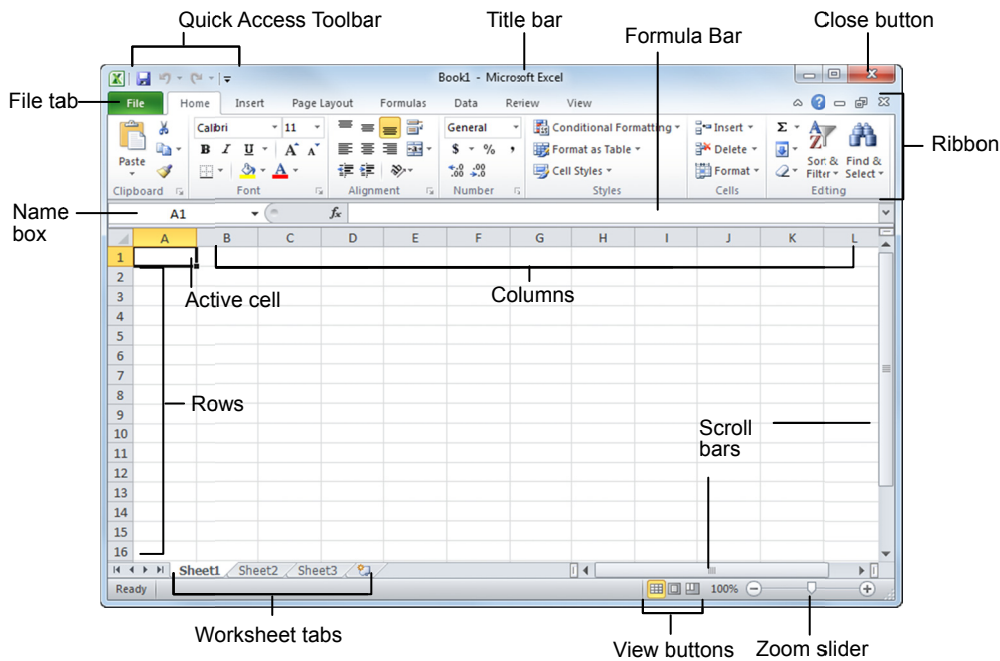 Quick Access Toolbar
Title bar
Close button
Formula Bar
Book1 - Microsoft Excel
File tab
File Home Insert Page Layout Formulas Data Review View
Ribbon
Calibri 11 General Conditional Formatting Insert Σ
Paste B I U A A $ % , Format as Table Delete Sort & Find &
A .00 .00 Cell Styles Format Filter Select
Clipboard Font Alignment Number Styles Cells Editing
Name
box
A1 fx
A B C D E F G H I J K L
1
2
Active cell
Columns
3
4
5
6
7
8
Rows
9
10
Scroll
bars
11
12
13
14
15
16
Sheet1 Sheet2 Sheet3
Ready 100%
Worksheet tabs
View buttons
Zoom slider